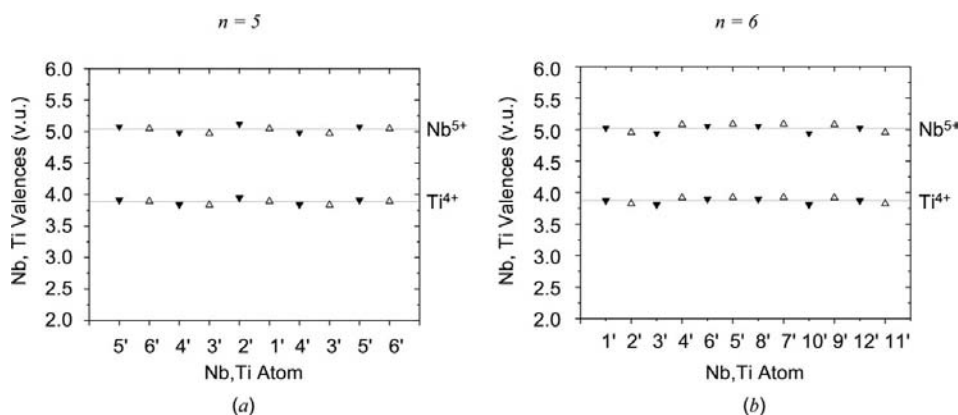 n = 5
6.0
5.5
5.0
4.5
4.0
3.5
3.0
2.5
2.0
Nb, Ti Valences (v.u.)
Nb5+
Ti4+
5' 6' 4' 3' 2' 1' 4' 3' 5' 6'
Nb,Ti Atom
(a)
n = 6
6.0
5.5
5.0
4.5
4.0
3.5
3.0
2.5
2.0
Nb, Ti Valences (v.u.)
Nb5+
Ti4+
1' 2' 3' 4' 6' 5' 8' 7' 10' 9' 12' 11'
Nb,Ti Atom
(b)